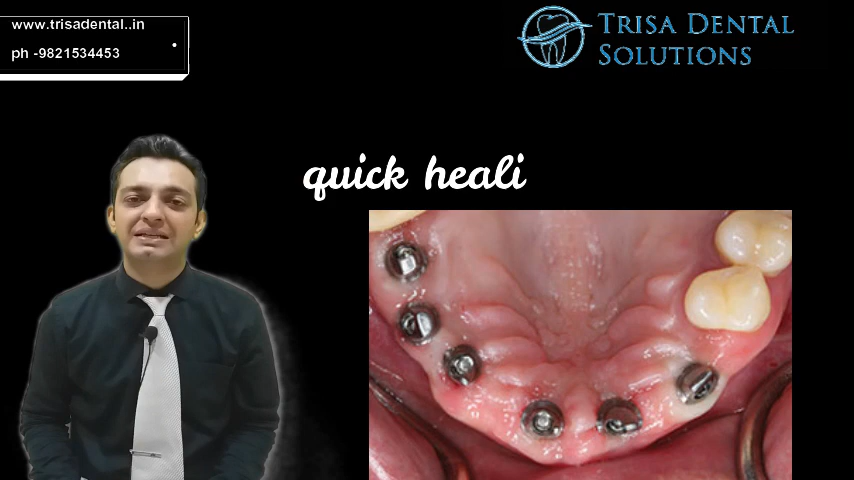 www.trisadental..in
ph -9821534453
TRISA DENTAL
SOLUTIONS
quick heali